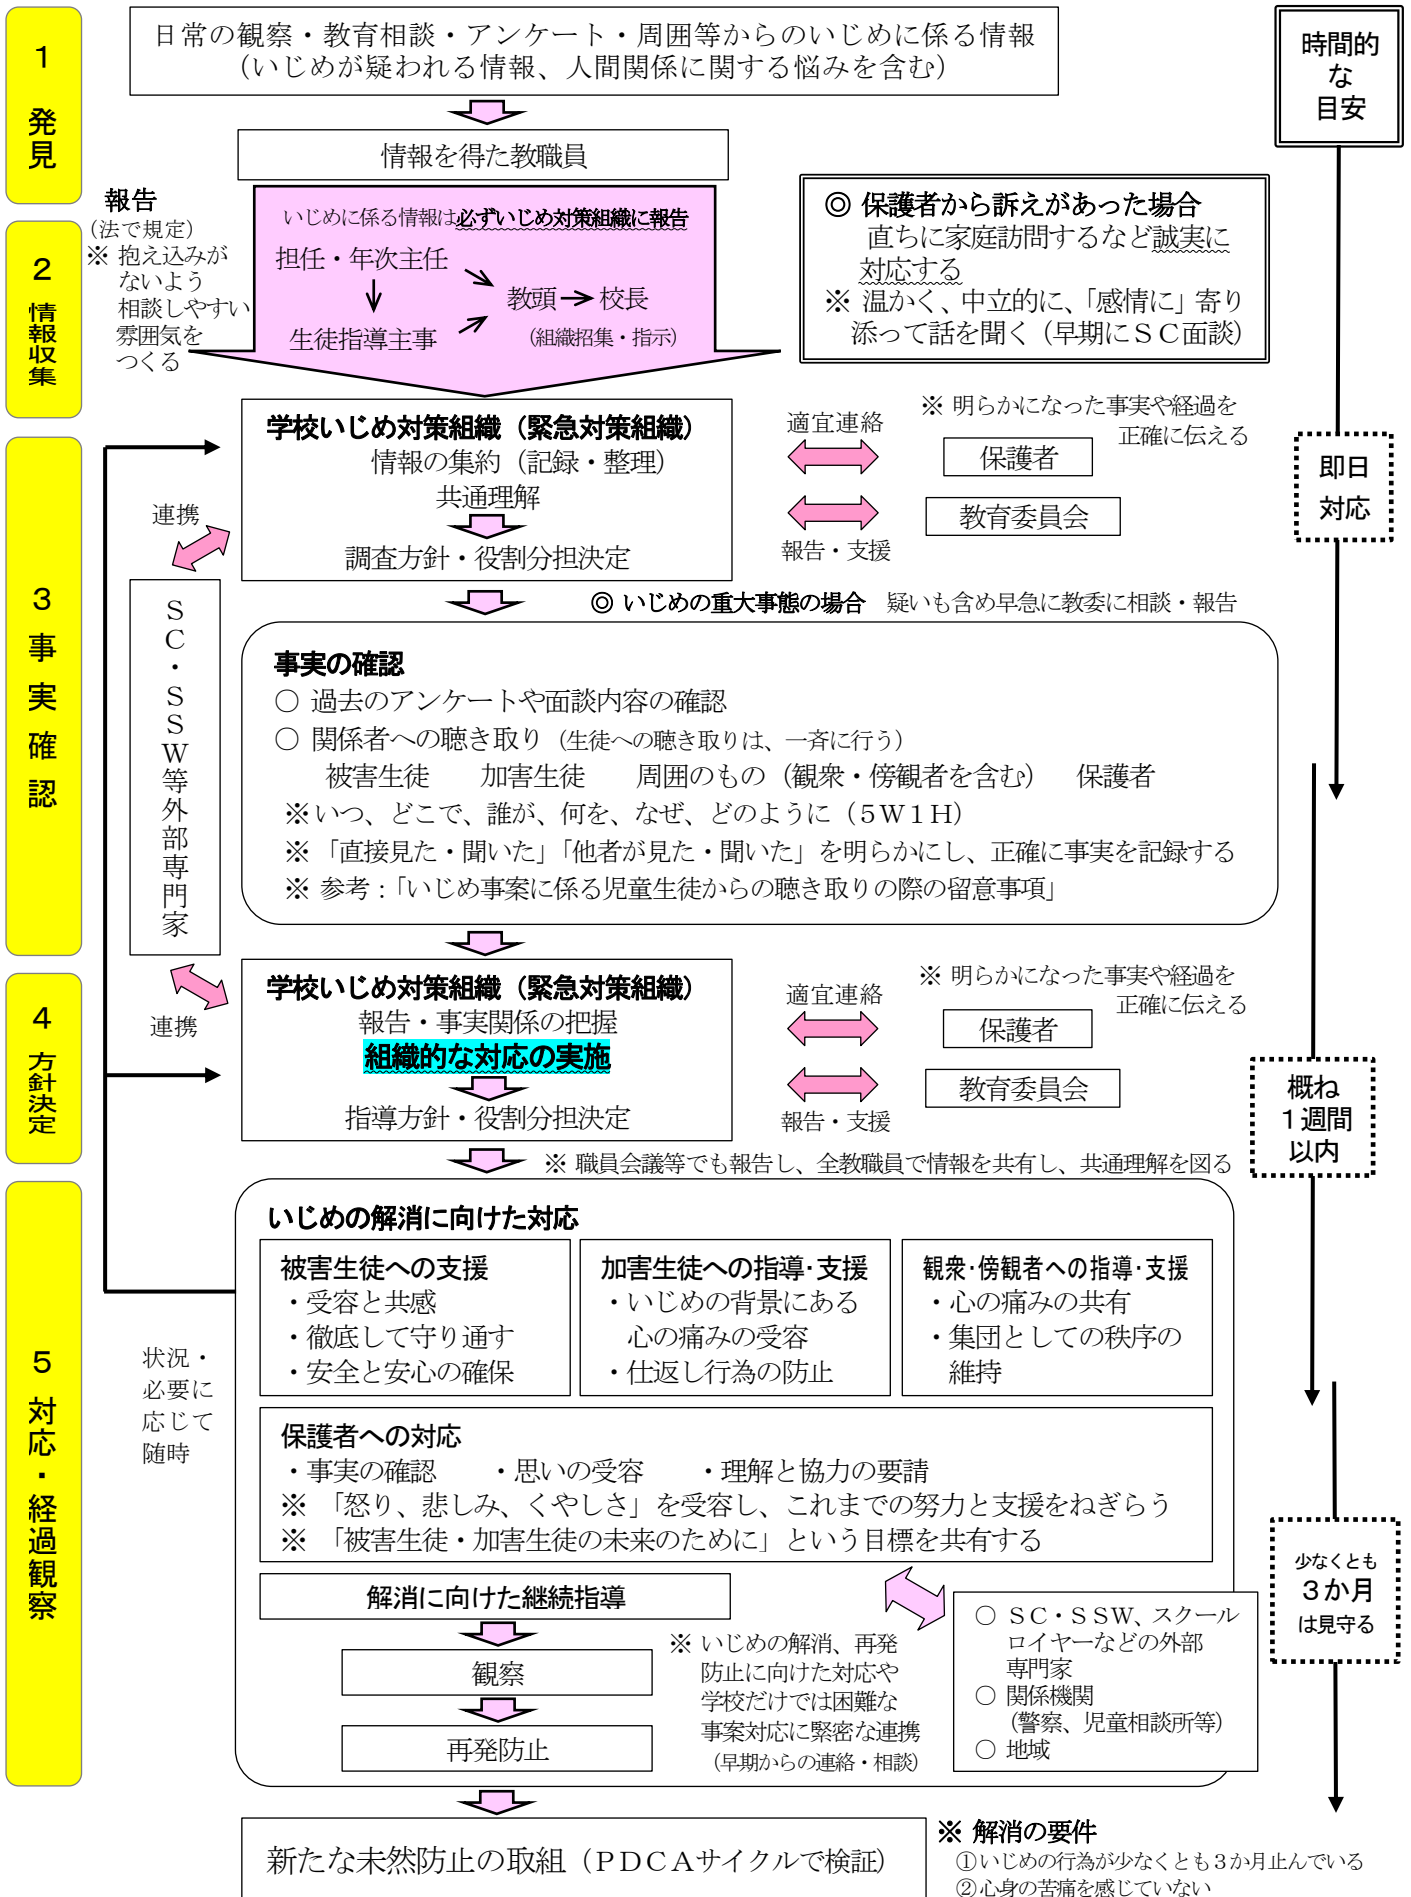 1
発見
日常の観察・教育相談・アンケート・周囲等からのいじめに係る情報
（いじめが疑われる情報、人間関係に関する悩みを含む）
情報を得た教職員
時間的
な
目安
2
情報収集
報告
（法で規定）
※ 抱え込みが
ないよう
相談しやすい
雰囲気を
つくる
いじめに係る情報は必ずいじめ対策組織に報告
担任・年次主任
教頭→校長
生徒指導主事
（組織招集・指示）
◎ 保護者から訴えがあった場合
直ちに家庭訪問するなど誠実に
対応する
※ 温かく、中立的に、「感情に」寄り
添って話を聞く（早期にＳＣ面談）
3
事実確認
学校いじめ対策組織（緊急対策組織）
情報の集約（記録・整理）
共通理解
調査方針・役割分担決定
適宜連絡
※ 明らかになった事実や経過を
正確に伝える
保護者
教育委員会
報告・支援
即日
対応
連携
ＳＣ・ＳＳＷ等外部専門家
◎ いじめの重大事態の場合　疑いも含め早急に教委に相談・報告
事実の確認
○ 過去のアンケートや面談内容の確認
○ 関係者への聴き取り（生徒への聴き取りは、一斉に行う）
被害生徒　　加害生徒　　周囲のもの（観衆・傍観者を含む）　保護者
※いつ、どこで、誰が、何を、なぜ、どのように（５Ｗ１Ｈ）
※ 「直接見た・聞いた」「他者が見た・聞いた」を明らかにし、正確に事実を記録する
※ 参考：「いじめ事案に係る児童生徒からの聴き取りの際の留意事項」
4
方針決定
連携
学校いじめ対策組織（緊急対策組織）
報告・事実関係の把握
組織的な対応の実施
指導方針・役割分担決定
適宜連絡
※ 明らかになった事実や経過を
正確に伝える
保護者
教育委員会
報告・支援
概ね
１週間
以内
※ 職員会議等でも報告し、全教職員で情報を共有し、共通理解を図る
5
対応・経過観察
状況・
必要に
応じて
随時
いじめの解消に向けた対応
被害生徒への支援
・受容と共感
・徹底して守り通す
・安全と安心の確保
加害生徒への指導・支援
・いじめの背景にある
心の痛みの受容
・仕返し行為の防止
観衆・傍観者への指導・支援
・心の痛みの共有
・集団としての秩序の
維持
保護者への対応
・事実の確認　　・思いの受容　　・理解と協力の要請
※ 「怒り、悲しみ、くやしさ」を受容し、これまでの努力と支援をねぎらう
※ 「被害生徒・加害生徒の未来のために」という目標を共有する
解消に向けた継続指導
観察
再発防止
※ いじめの解消、再発
防止に向けた対応や
学校だけでは困難な
事案対応に緊密な連携
（早期からの連絡・相談）
○ ＳＣ・ＳＳＷ、スクール
ロイヤーなどの外部
専門家
○ 関係機関
（警察、児童相談所等）
○ 地域
少なくとも
３か月
は見守る
新たな未然防止の取組（ＰＤＣＡサイクルで検証）
※ 解消の要件
①いじめの行為が少なくとも３か月止んでいる
②心身の苦痛を感じていない